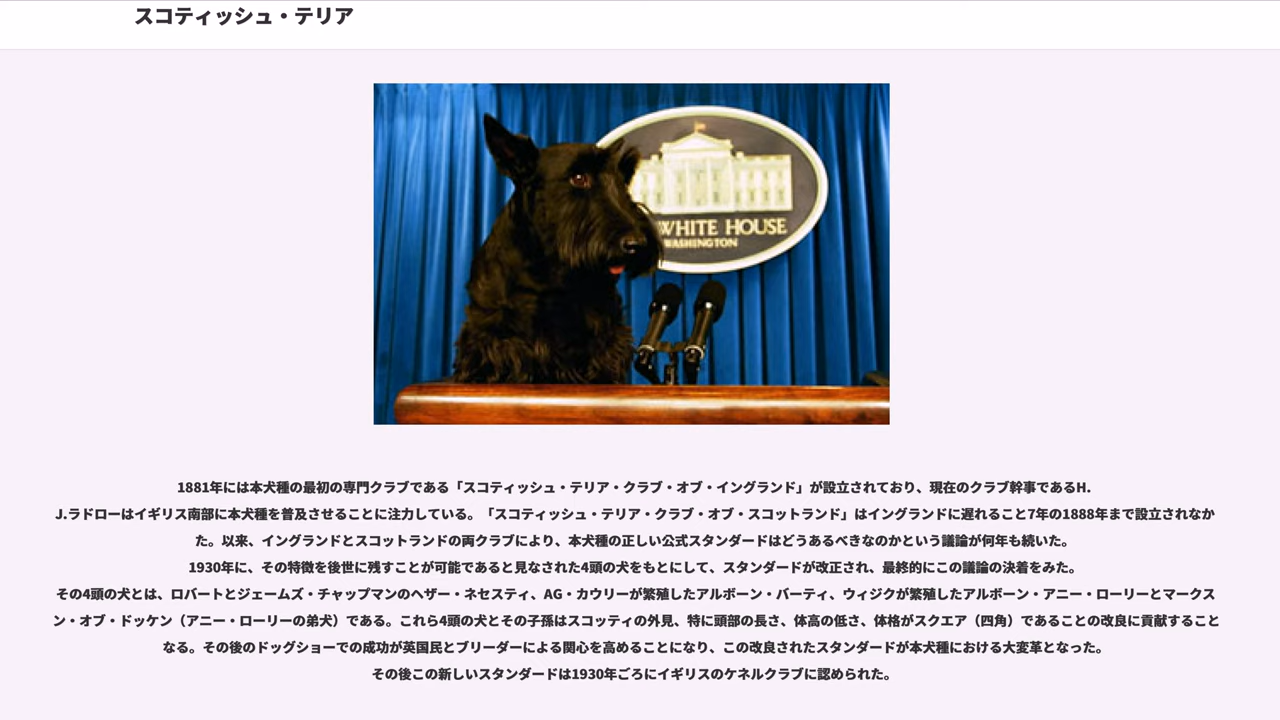 スコティッシュ・テリア
WHITE HOUSE
WASHINGTON
1881年には本犬種の最初の専門クラブである「スコティッシュ・テリア・クラブ・オブ・イングランド」が設立されており、現在のクラブ幹事であるH.
J.ラドローはイギリス南部に本犬種を普及させることに注力している。「スコティッシュ・テリア・クラブ・オブ・スコットランド」はイングランドに遅れること7年の1888年まで設立されなか
た。以来、イングランドとスコットランドの両クラブにより、本犬種の正しい公式スタンダードはどうあるべきなのかという議論が何年も続いた。
1930年に、その特徴を後世に残すことが可能であると見なされた4頭の犬をもとにして、スタンダードが改正され、最終的にこの議論の決着をみた。
その4頭の犬とは、ロバートとジェームズ・チャップマンのヘザー・ネセスティ、AG・カウリーが繁殖したアルボーン・バーティ、ウィジクが繁殖したアルボーン・アニー・ローリーとマークス
ン・オブ・ドッケン（アニー・ローリーの弟犬）である。これら4頭の犬とその子孫はスコッティの外見、特に頭部の長さ、体高の低さ、体格がスクエア（四角）であることの改良に貢献すること
なる。その後のドッグショーでの成功が英国民とブリーダーによる関心を高めることになり、この改良されたスタンダードが本犬種における大変革となった。
その後この新しいスタンダードは1930年ごろにイギリスのケネルクラブに認められた。